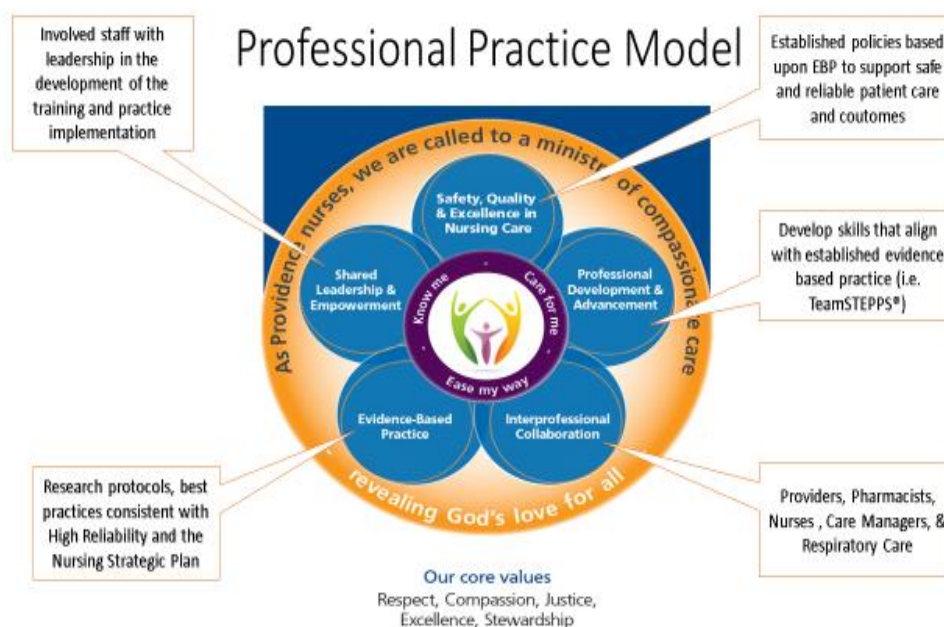 Professional Practice Model
Involved staff with
leadership in the
development of the
training and practice
implementation
Established policies based
upon EBP to support safe
and reliable patient care
and coutomes
As Providence nurses, we are called to a ministry of compassionate care
Safety, Quality
& Excellence in
Nursing Care
Shared
Leadership &
Empowerment
Know me
Care for me
Ease my way
Professional
Development &
Advancement
Develop skills that align
with established evidence
based practice (i.e.
TeamSTEPPS®)
Evidence-Based
Practice
Interprofessional
Collaboration
revealing God's love for all
Research protocols, best
practices consistent with
High Reliability and the
Nursing Strategic Plan
Providers, Pharmacists,
Nurses , Care Managers, &
Respiratory Care
Our core values
Respect, Compassion, Justice,
Excellence, Stewardship